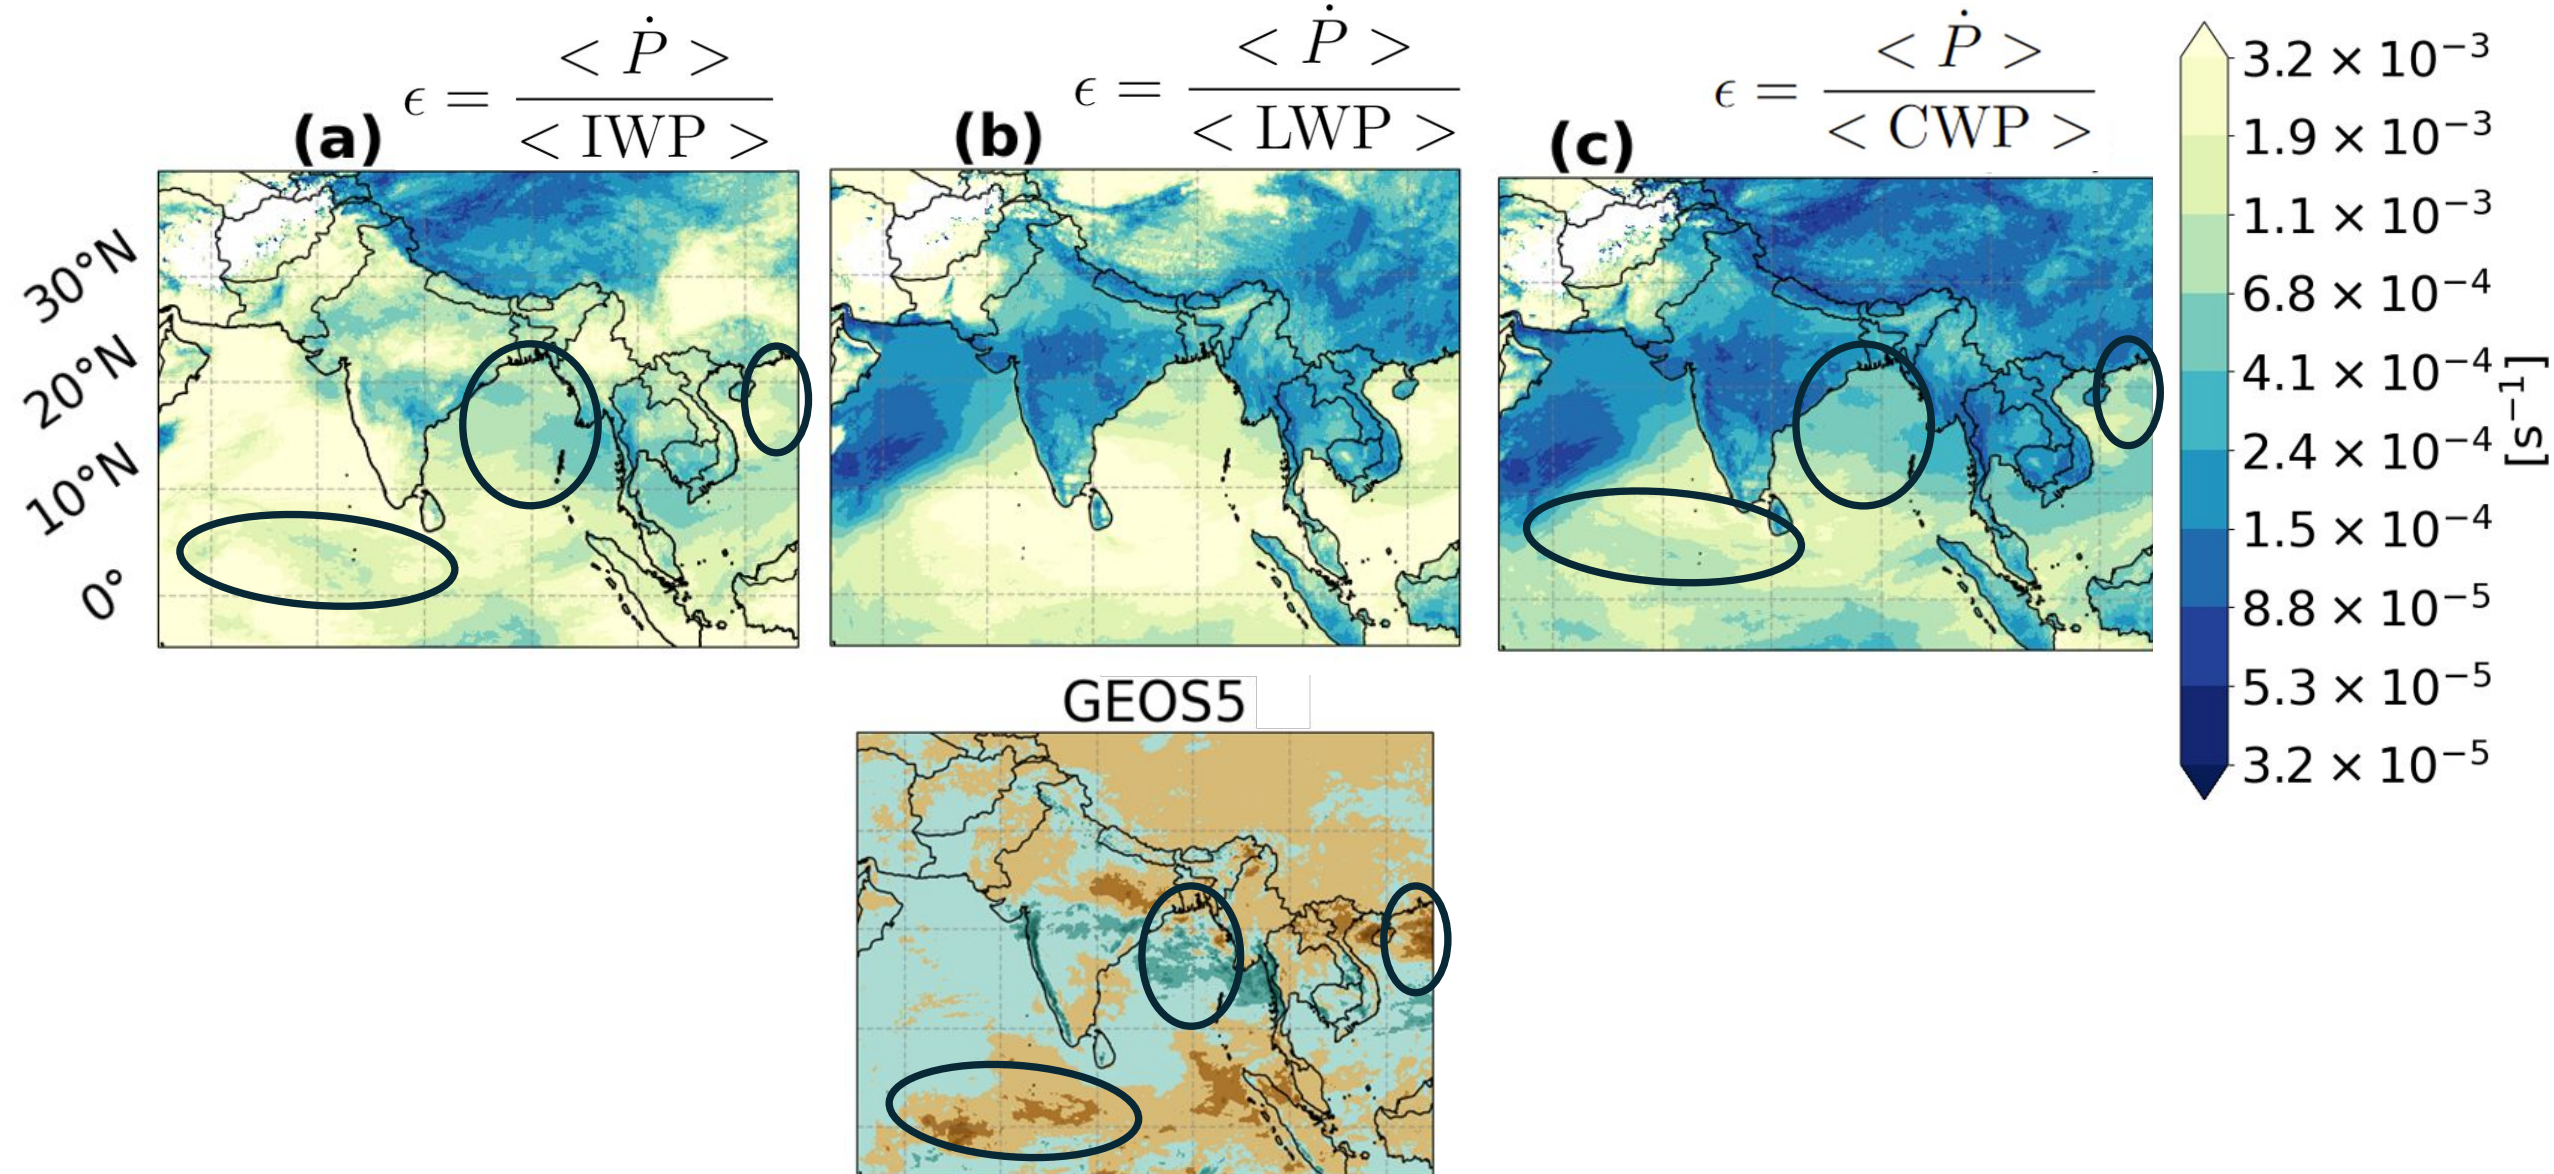 (a) ϵ = < Ṗ > / < IWP >
(b) ϵ = < Ṗ > / < LWP >
(c) ϵ = < Ṗ > / < CWP >
30°N
20°N
10°N
0°
3.2 × 10⁻³
1.9 × 10⁻³
1.1 × 10⁻³
6.8 × 10⁻⁴
4.1 × 10⁻⁴
2.4 × 10⁻⁴
1.5 × 10⁻⁴
8.8 × 10⁻⁵
5.3 × 10⁻⁵
3.2 × 10⁻⁵
[s⁻¹]
GEOS5